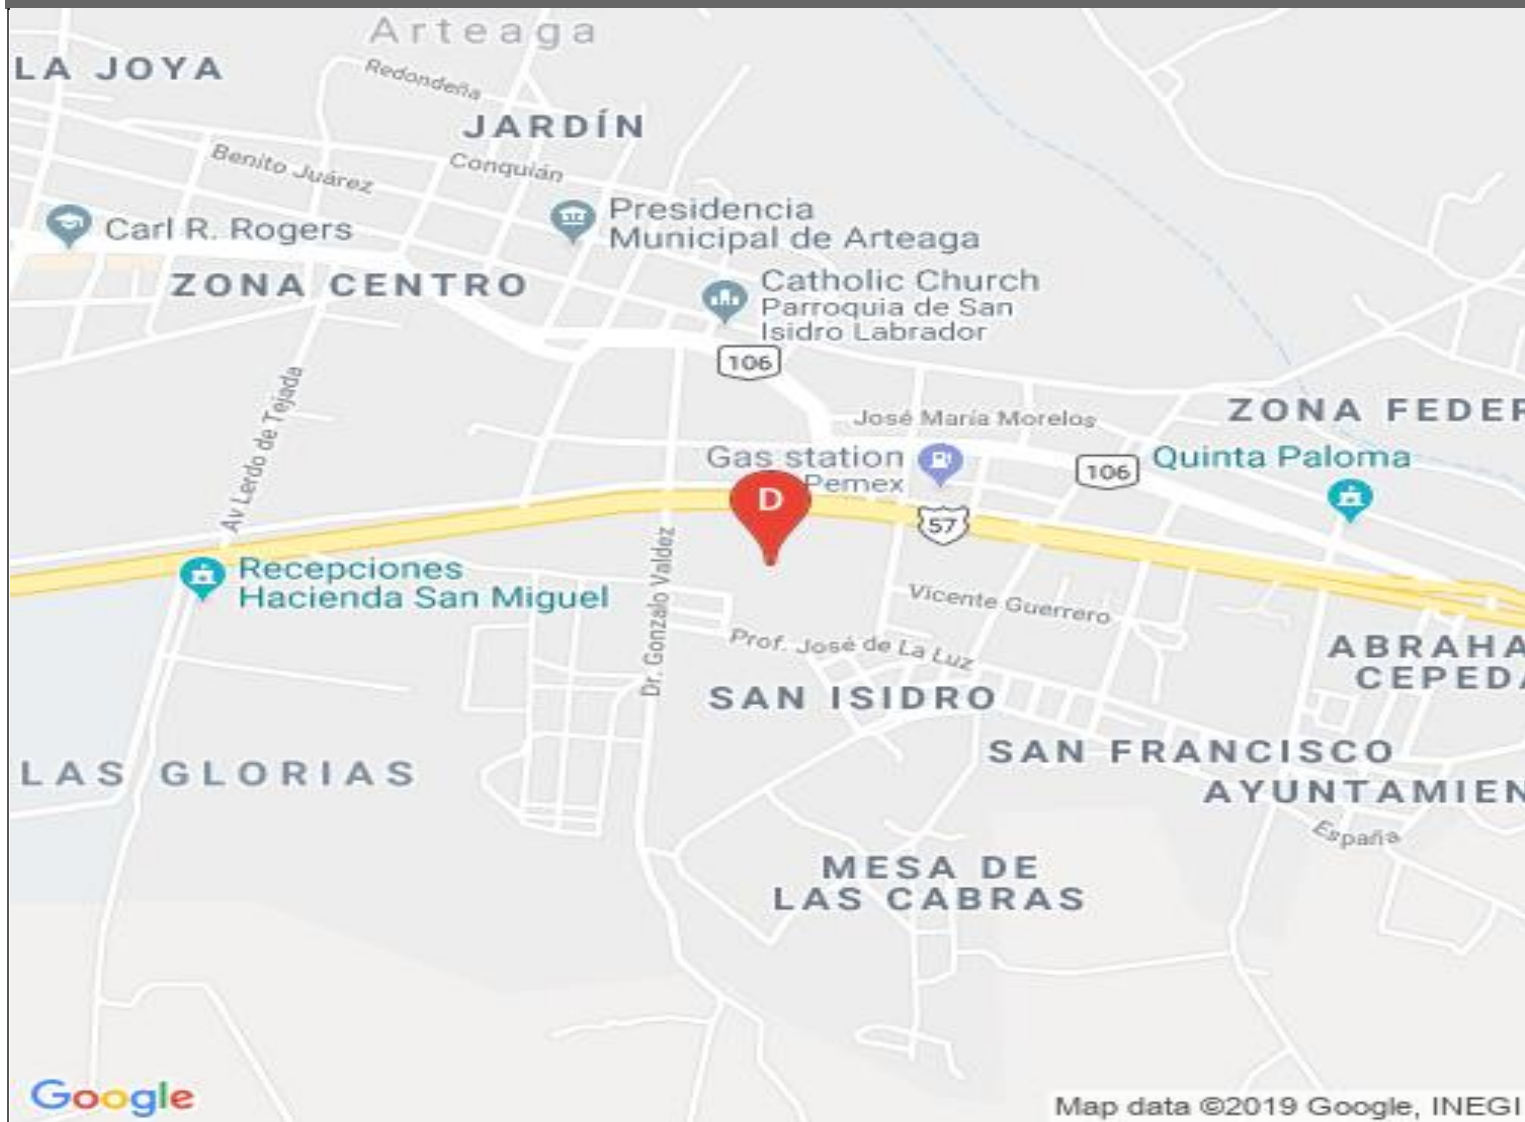 Arteaga
LA JOYA
Redondeña
JARDÍN
Benito Juárez
Conquián
Carl R. Rogers
Presidencia
Municipal de Arteaga
ZONA CENTRO
Catholic Church
Parroquia de San
Isidro Labrador
106
Av. Lerdo de Tejada
José María Morelos
ZONA FEDER
Gas station
Pemex
106
Quinta Paloma
D
57
Recepciones
Hacienda San Miguel
Dr. Gonzalo Valdez
Vicente Guerrero
Prof. José de La Luz
ABRAHA
CEPEDA
SAN ISIDRO
SAN FRANCISCO
LAS GLORIAS
AYUNTAMIEN
España
MESA DE
LAS CABRAS
Google
Map data ©2019 Google, INEGI